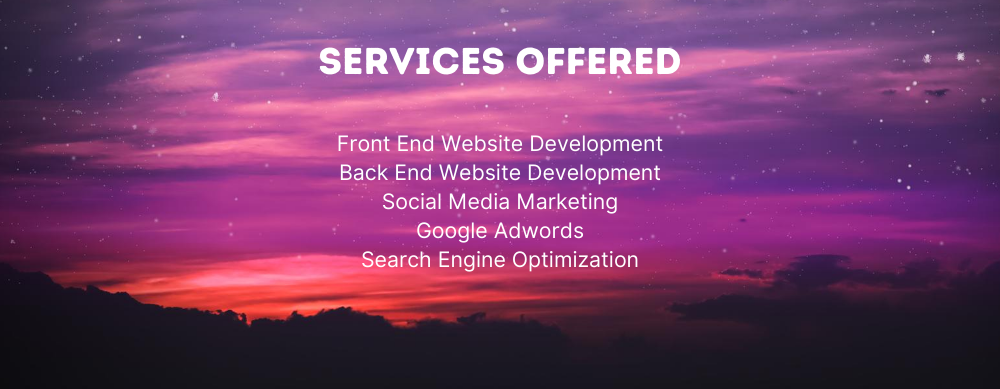 SERVICES OFFERED
Front End Website Development
Back End Website Development
Social Media Marketing
Google Adwords
Search Engine Optimization